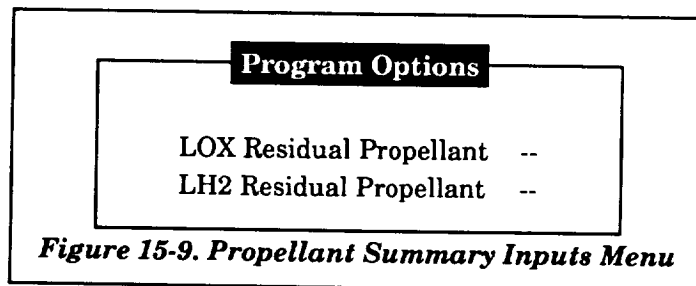 Program Options
LOX Residual Propellant --
LH2 Residual Propellant --
Figure 15-9. Propellant Summary Inputs Menu